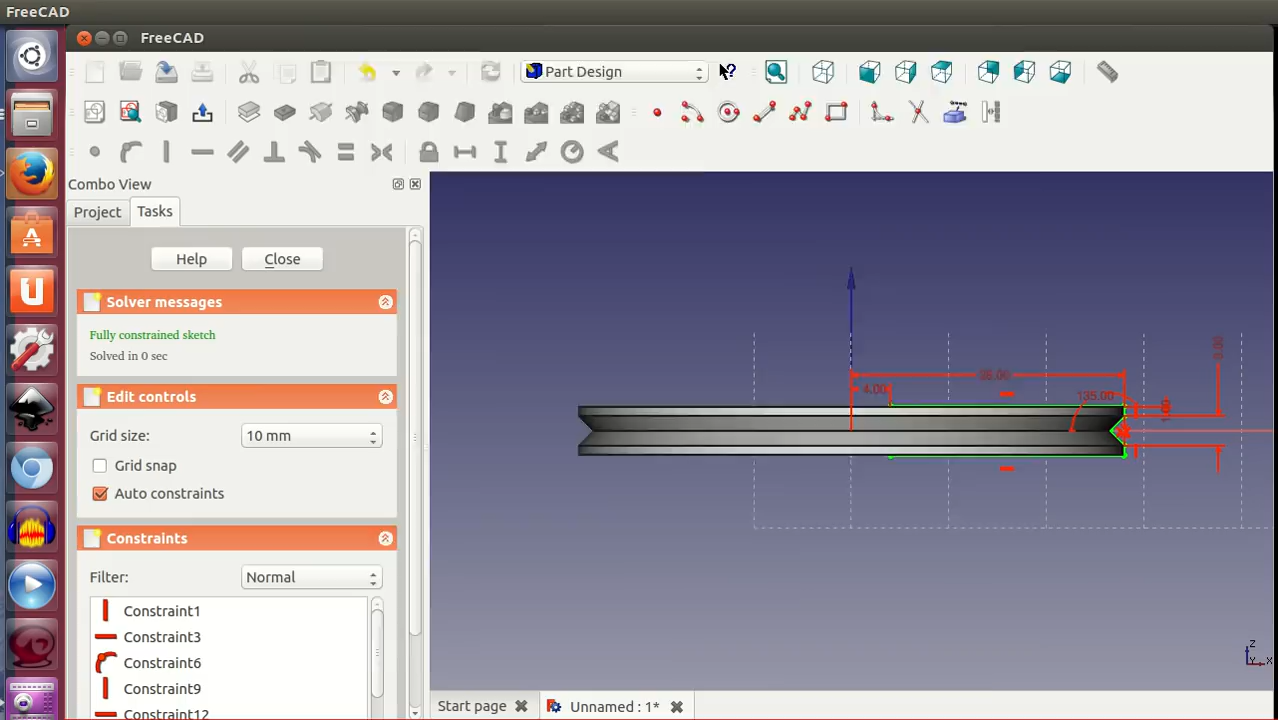 FreeCAD
FreeCAD
Part Design
Combo View
Project
Tasks
Help
Close
Solver messages
Fully constrained sketch
Solved in 0 sec
Edit controls
Grid size:
10 mm
Grid snap
Auto constraints
Constraints
Filter:
Normal
Constraint1
Constraint3
Constraint6
Constraint9
Constraint12
4.00
135.00
Z
Y
X
Start page
Unnamed : 1*